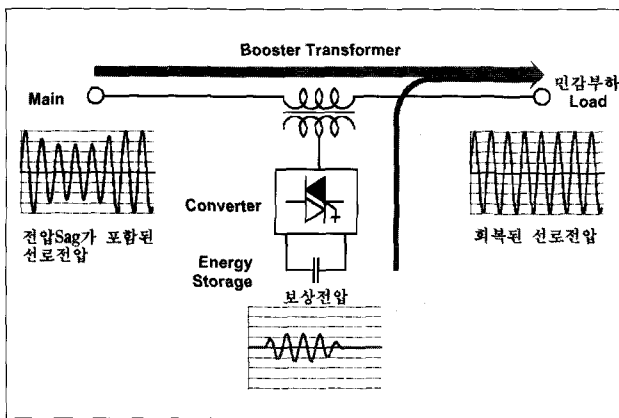 Booster Transformer
Main
민감부하
Load
Converter
전압Sag가 포함된
선로전압
회복된 선로전압
Energy
Storage
보상전압